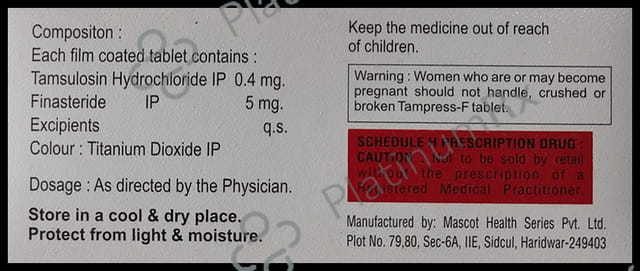 Compositon :
Each film coated tablet contains :
Tamsulosin Hydrochloride IP 0.4 mg.
Finasteride IP 5 mg.
Excipients q.s.
Colour : Titanium Dioxide IP
Dosage : As directed by the Physician.
Store in a cool & dry place.
Protect from light & moisture.
Keep the medicine out of reach
of children.
Warning : Women who are or may become
pregnant should not handle, crushed or
broken Tampress-F tablet.
SCHEDULE H PRESCRIPTION DRUG :
CAUTION : Not to be sold by retail
without the prescription of a
Registered Medical Practitioner.
Manufactured by: Mascot Health Series Pvt. Ltd.
Plot No. 79,80, Sec-6A, IIE, Sidcul, Haridwar-249403
PlatinumRx